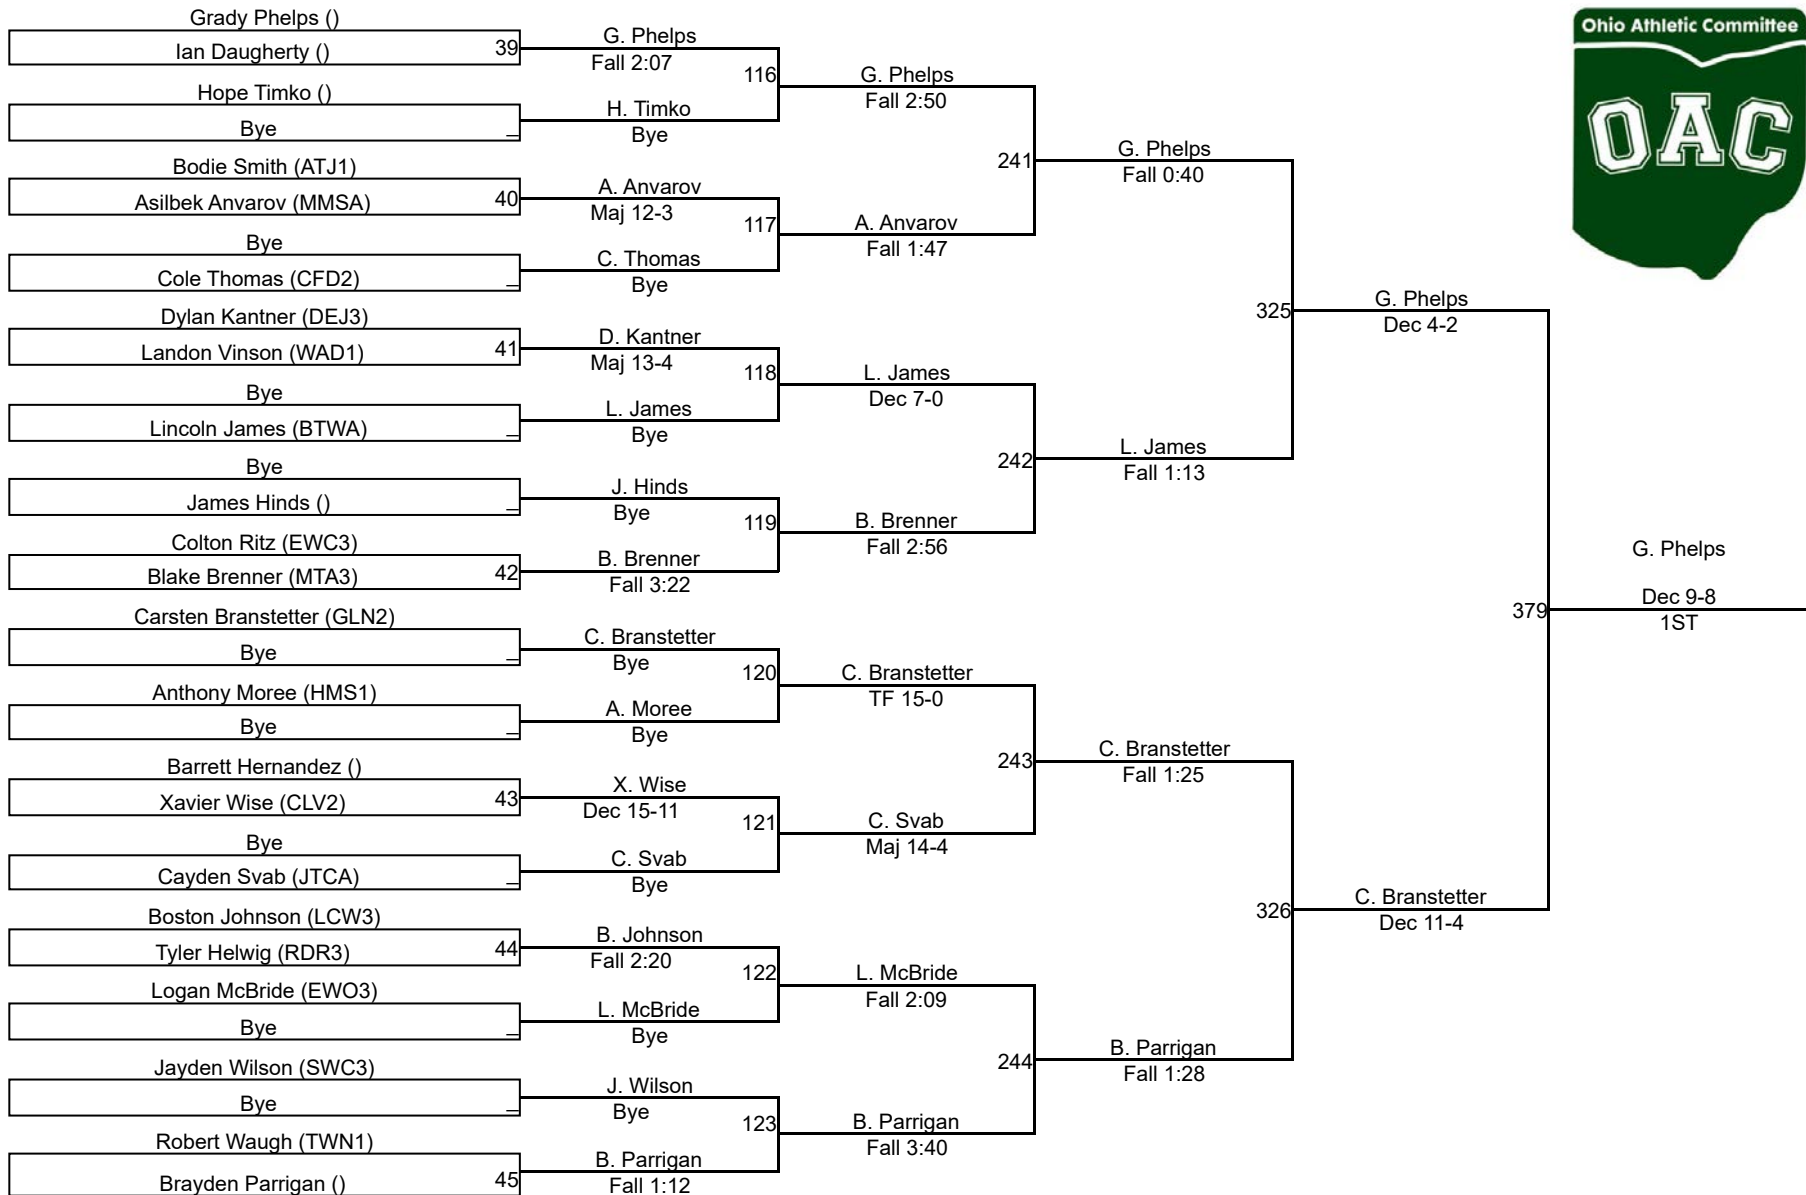 Grady Phelps ()
Ian Daugherty ()
39
Hope Timko ()
Bye
_
Bodie Smith (ATJ1)
Asilbek Anvarov (MMSA)
40
Bye
Cole Thomas (CFD2)
_
Dylan Kantner (DEJ3)
Landon Vinson (WAD1)
41
Bye
Lincoln James (BTWA)
_
Bye
James Hinds ()
_
Colton Ritz (EWC3)
Blake Brenner (MTA3)
42
Carsten Branstetter (GLN2)
Bye
_
Anthony Moree (HMS1)
Bye
_
Barrett Hernandez ()
Xavier Wise (CLV2)
43
Bye
Cayden Svab (JTCA)
_
Boston Johnson (LCW3)
Tyler Helwig (RDR3)
44
Logan McBride (EWO3)
Bye
_
Jayden Wilson (SWC3)
Bye
_
Robert Waugh (TWN1)
Brayden Parrigan ()
45
G. Phelps
Fall 2:07
116
H. Timko
Bye
A. Anvarov
Maj 12-3
117
C. Thomas
Bye
D. Kantner
Maj 13-4
118
L. James
Bye
J. Hinds
Bye
119
B. Brenner
Fall 3:22
C. Branstetter
Bye
120
A. Moree
Bye
X. Wise
Dec 15-11
121
C. Svab
Bye
B. Johnson
Fall 2:20
122
L. McBride
Bye
J. Wilson
Bye
123
B. Parrigan
Fall 1:12
G. Phelps
Fall 2:50
241
A. Anvarov
Fall 1:47
L. James
Dec 7-0
242
B. Brenner
Fall 2:56
C. Branstetter
TF 15-0
243
C. Svab
Maj 14-4
L. McBride
Fall 2:09
244
B. Parrigan
Fall 3:40
G. Phelps
Fall 0:40
325
L. James
Fall 1:13
C. Branstetter
Fall 1:25
326
B. Parrigan
Fall 1:28
G. Phelps
Dec 4-2
379
C. Branstetter
Dec 11-4
G. Phelps
Dec 9-8
1ST
Ohio Athletic Committee
OAC